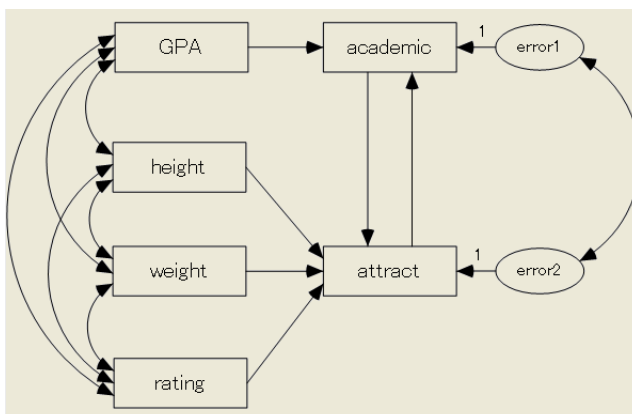 GPA
academic
1
error1
height
weight
attract
1
error2
rating